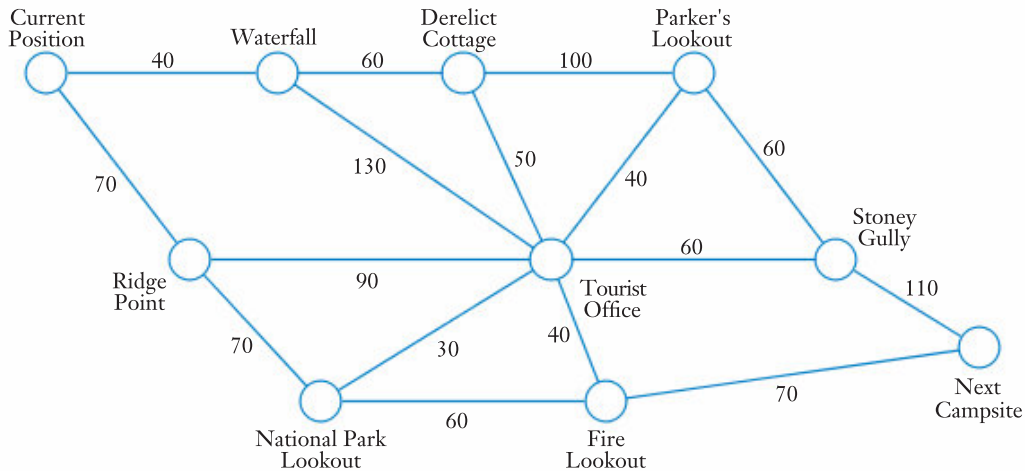 Current
Position
Waterfall
Derelict
Cottage
Parker's
Lookout
40
60
100
130
50
40
60
70
Stoney
Gully
Ridge
Point
90
60
Tourist
Office
110
70
30
40
60
70
National Park
Lookout
Fire
Lookout
Next
Campsite